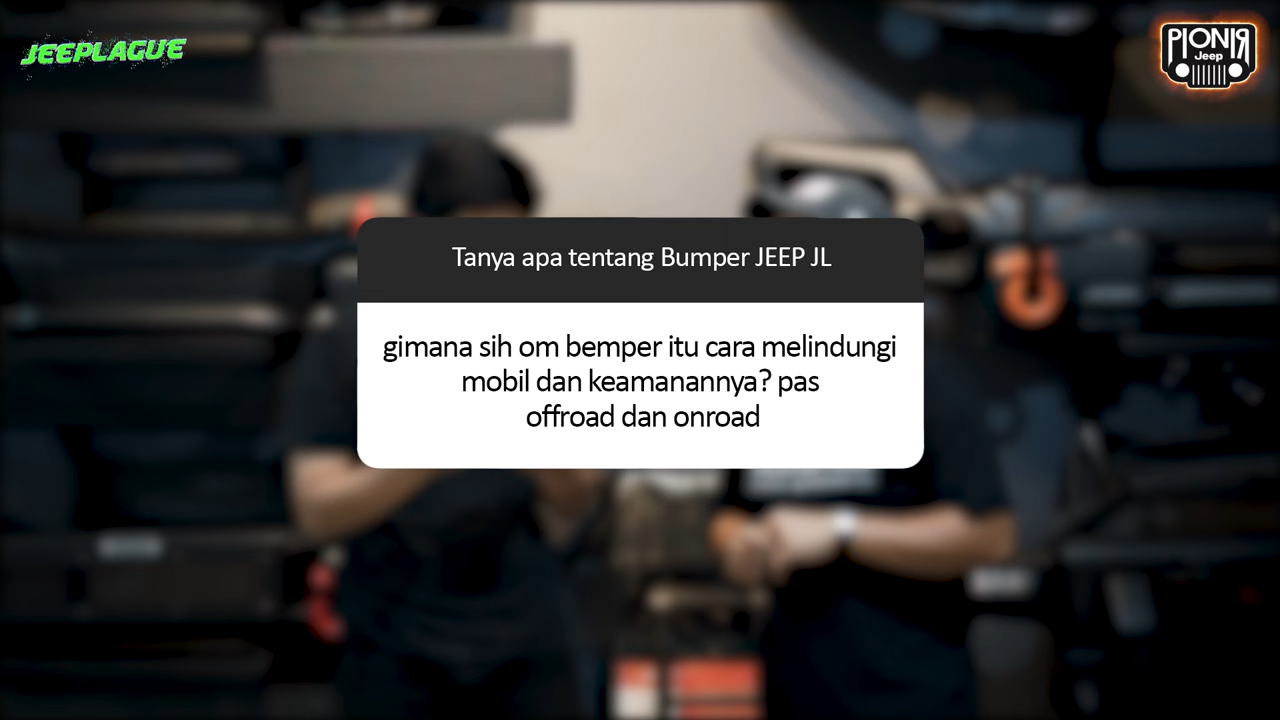 JEEPLAGUE
PIONIR
Jeep
Tanya apa tentang Bumper JEEP JL
gimana sih om bemper itu cara melindungi
mobil dan keamanannya? pas
offroad dan onroad